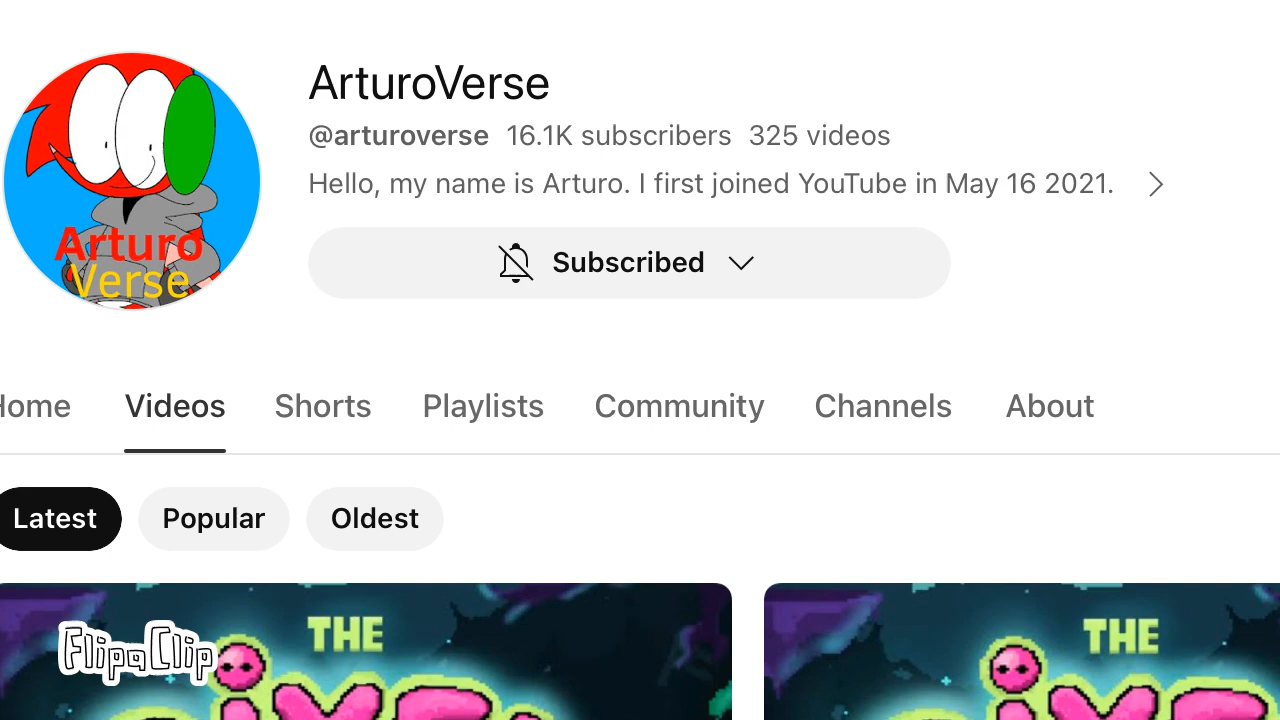 ArturoVerse
@arturoverse 16.1K subscribers 325 videos
Hello, my name is Arturo. I first joined YouTube in May 16 2021.
Arturo
Verse
Subscribed
Home Videos Shorts Playlists Community Channels About
Latest Popular Oldest
THE
FlipaClip
THE